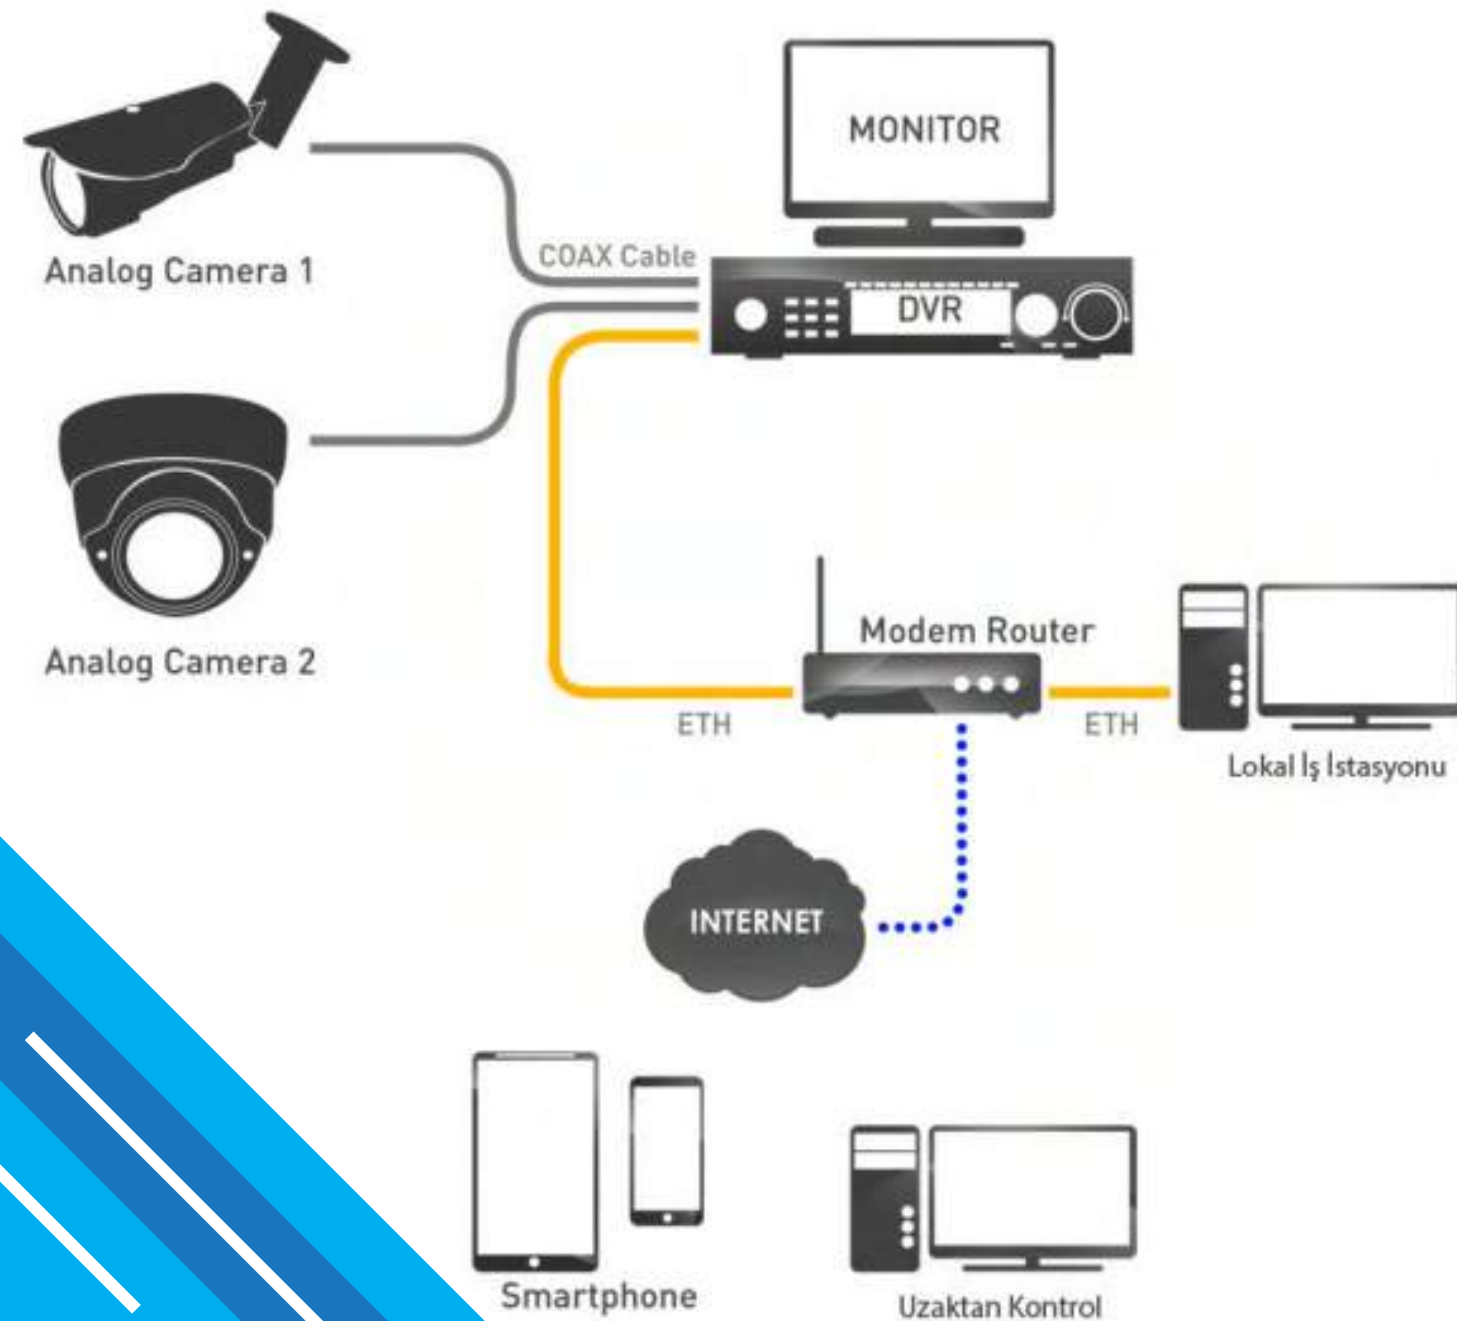 MONITOR
COAX Cable
Analog Camera 1
DVR
Modem Router
Analog Camera 2
ETH
ETH
Lokal İş İstasyonu
INTERNET
Smartphone
Uzaktan Kontrol